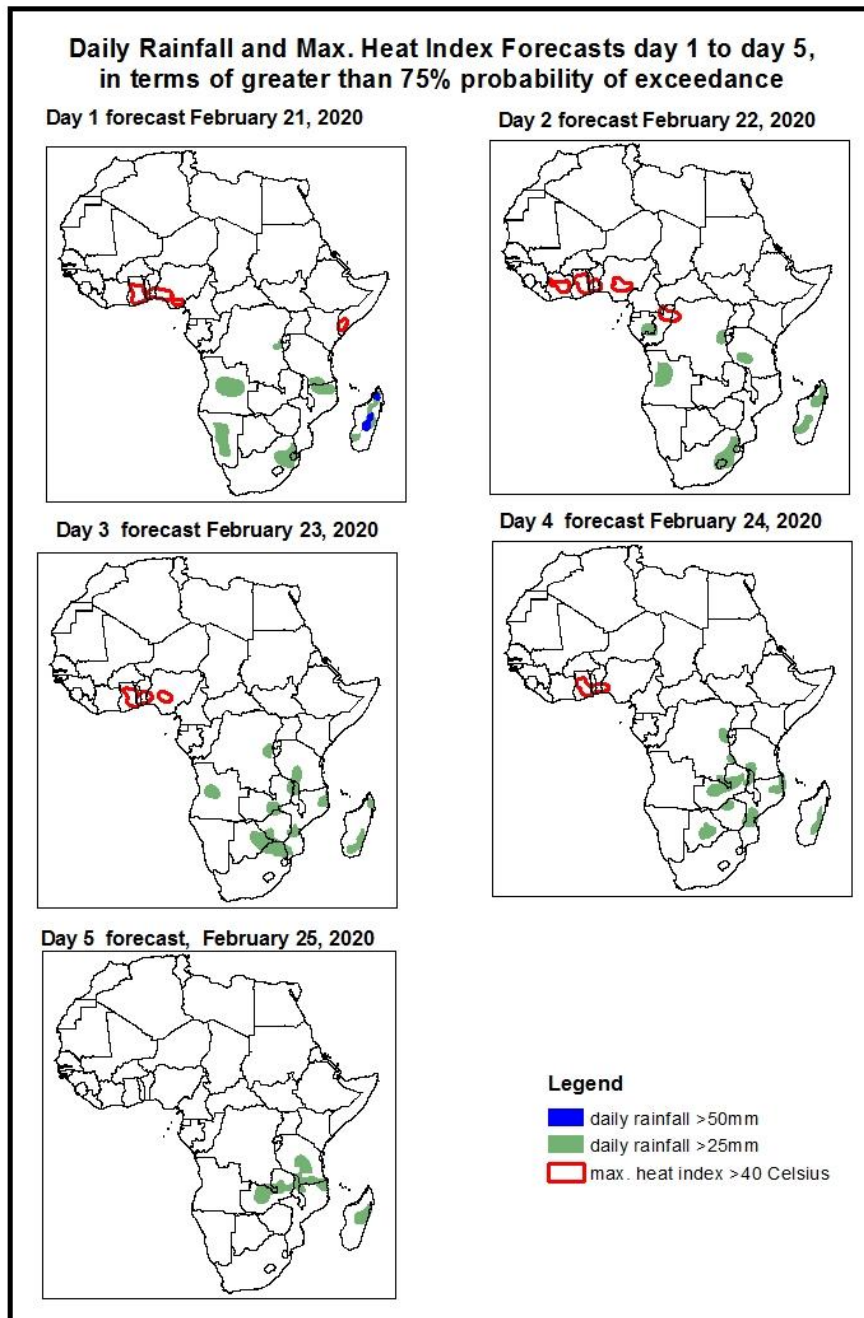 Daily Rainfall and Max. Heat Index Forecasts day 1 to day 5,
in terms of greater than 75% probability of exceedance
Day 1 forecast February 21, 2020
Day 2 forecast February 22, 2020
Day 3 forecast February 23, 2020
Day 4 forecast February 24, 2020
Day 5 forecast, February 25, 2020
Legend
daily rainfall >50mm
daily rainfall >25mm
max. heat index >40 Celsius